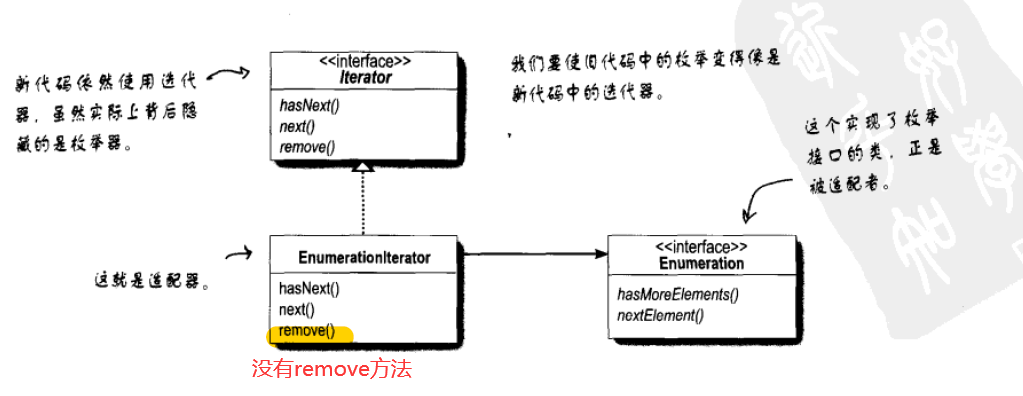 新代码依然使用迭代
器，虽然实际上背后隐
藏的是枚举器。
<<interface>>
Iterator
hasNext()
next()
remove()
我们要使旧代码中的枚举变得像是
新代码中的迭代器。
这个实现了枚举
接口的类，正是
被适配者。
这就是适配器。
EnumerationIterator
hasNext()
next()
remove()
没有remove方法
<<interface>>
Enumeration
hasMoreElements()
nextElement()